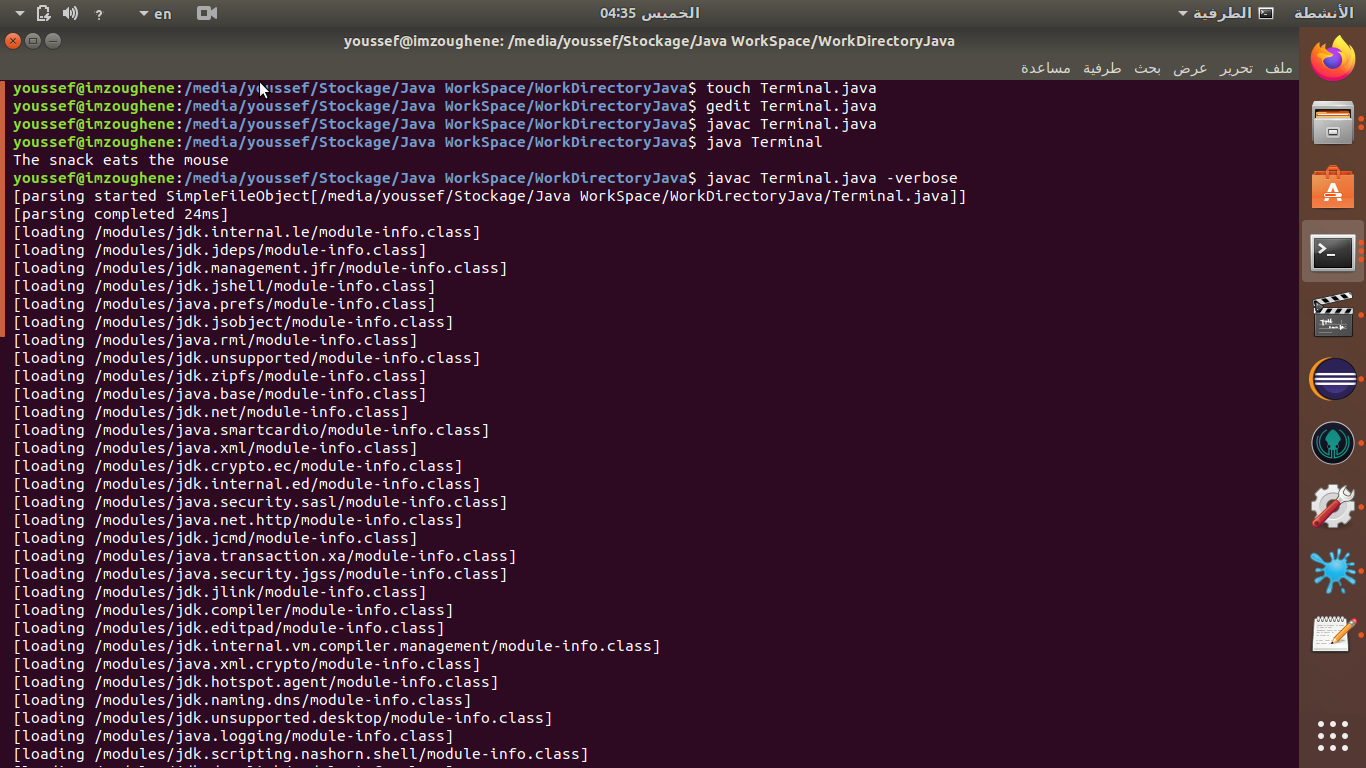 الأنشطة
الطرفية
الخميس 04:35
en
?
youssef@imzoughene: /media/youssef/Stockage/Java WorkSpace/WorkDirectoryJava
ملف تحرير عرض بحث طرفية مساعدة
youssef@imzoughene:/media/youssef/Stockage/Java WorkSpace/WorkDirectoryJava$ touch Terminal.java
youssef@imzoughene:/media/youssef/Stockage/Java WorkSpace/WorkDirectoryJava$ gedit Terminal.java
youssef@imzoughene:/media/youssef/Stockage/Java WorkSpace/WorkDirectoryJava$ javac Terminal.java
youssef@imzoughene:/media/youssef/Stockage/Java WorkSpace/WorkDirectoryJava$ java Terminal
The snack eats the mouse
youssef@imzoughene:/media/youssef/Stockage/Java WorkSpace/WorkDirectoryJava$ javac Terminal.java -verbose
[parsing started SimpleFileObject[/media/youssef/Stockage/Java WorkSpace/WorkDirectoryJava/Terminal.java]]
[parsing completed 24ms]
[loading /modules/jdk.internal.le/module-info.class]
[loading /modules/jdk.jdeps/module-info.class]
[loading /modules/jdk.management.jfr/module-info.class]
[loading /modules/jdk.jshell/module-info.class]
[loading /modules/java.prefs/module-info.class]
[loading /modules/jdk.jsobject/module-info.class]
[loading /modules/java.rmi/module-info.class]
[loading /modules/jdk.unsupported/module-info.class]
[loading /modules/jdk.zipfs/module-info.class]
[loading /modules/java.base/module-info.class]
[loading /modules/jdk.net/module-info.class]
[loading /modules/java.smartcardio/module-info.class]
[loading /modules/java.xml/module-info.class]
[loading /modules/jdk.crypto.ec/module-info.class]
[loading /modules/jdk.internal.ed/module-info.class]
[loading /modules/java.security.sasl/module-info.class]
[loading /modules/java.net.http/module-info.class]
[loading /modules/jdk.jcmd/module-info.class]
[loading /modules/java.transaction.xa/module-info.class]
[loading /modules/java.security.jgss/module-info.class]
[loading /modules/jdk.jlink/module-info.class]
[loading /modules/jdk.compiler/module-info.class]
[loading /modules/jdk.editpad/module-info.class]
[loading /modules/jdk.internal.vm.compiler.management/module-info.class]
[loading /modules/java.xml.crypto/module-info.class]
[loading /modules/jdk.hotspot.agent/module-info.class]
[loading /modules/jdk.naming.dns/module-info.class]
[loading /modules/jdk.unsupported.desktop/module-info.class]
[loading /modules/java.logging/module-info.class]
[loading /modules/jdk.scripting.nashorn.shell/module-info.class]